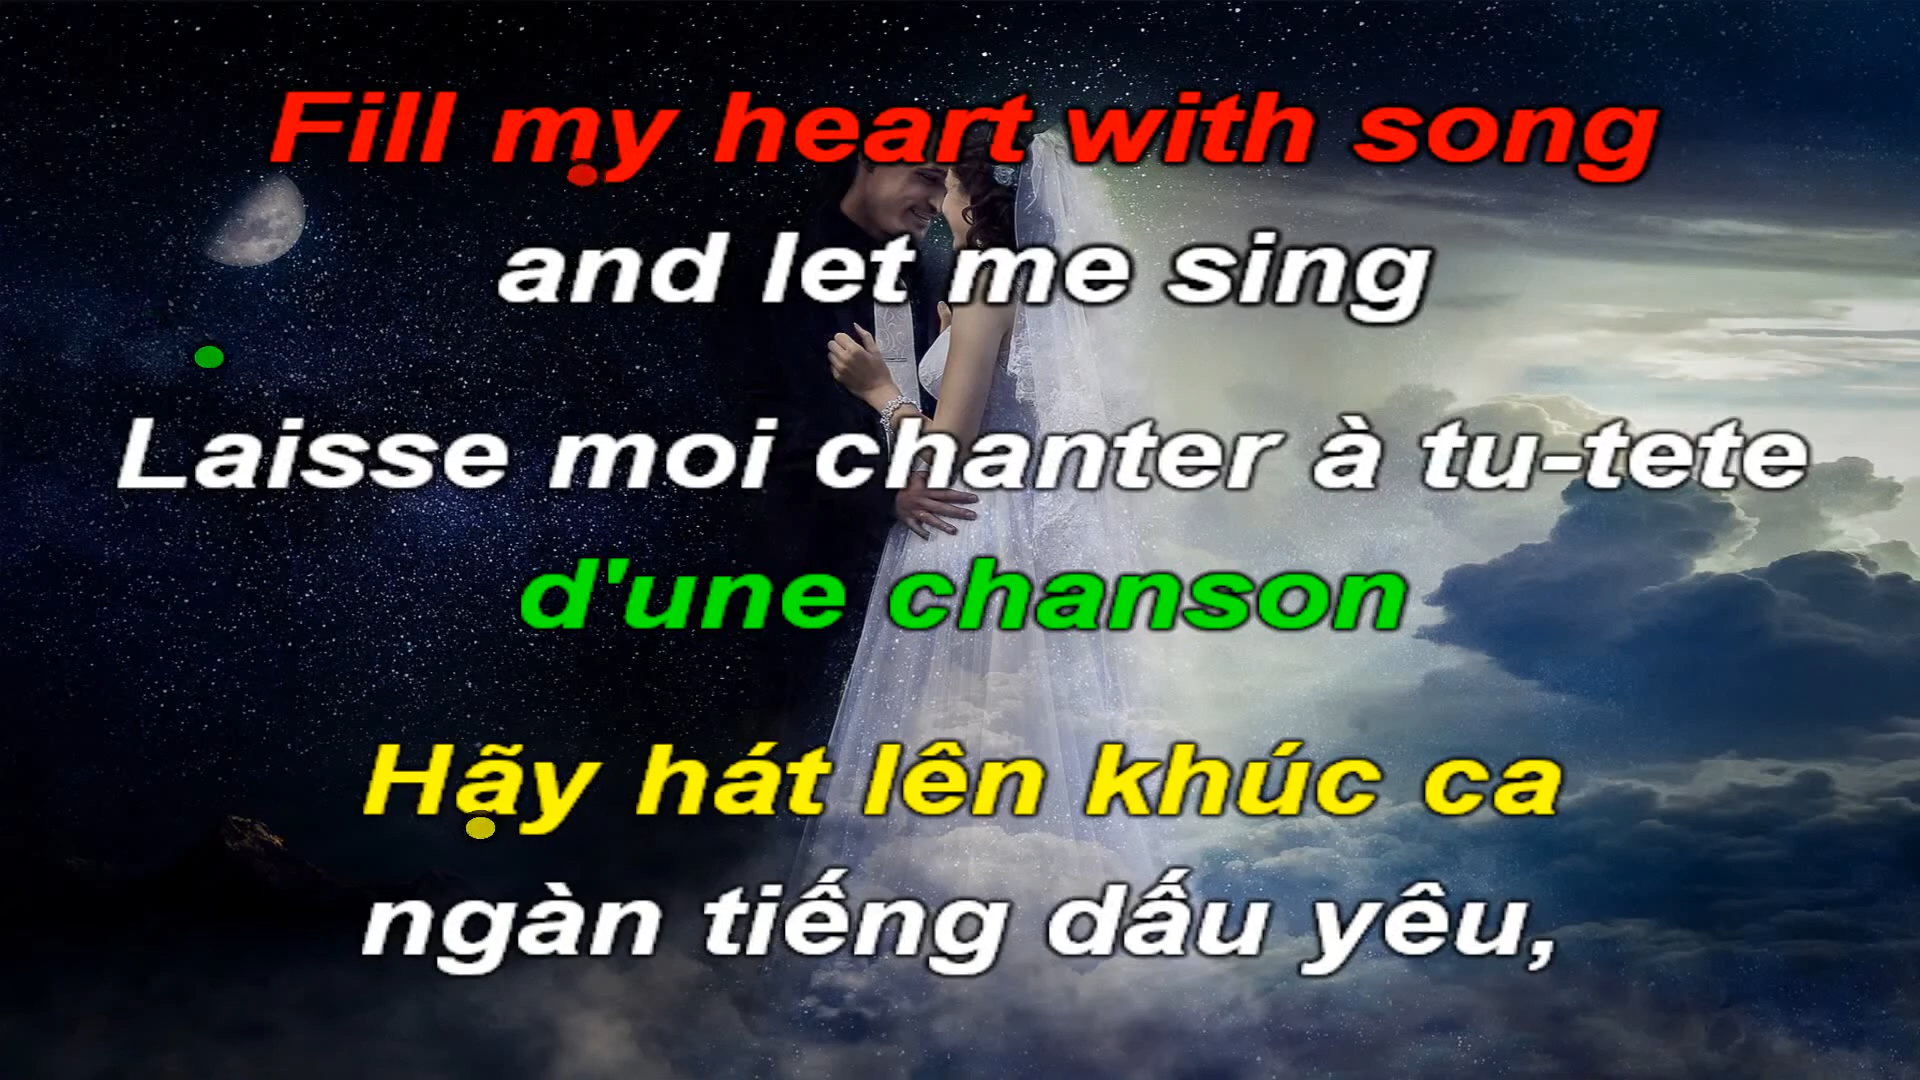 Fill my heart with song
and let me sing
Laisse moi chanter à tu-tete
d'une chanson
Hãy hát lên khúc ca
ngàn tiếng dấu yêu,